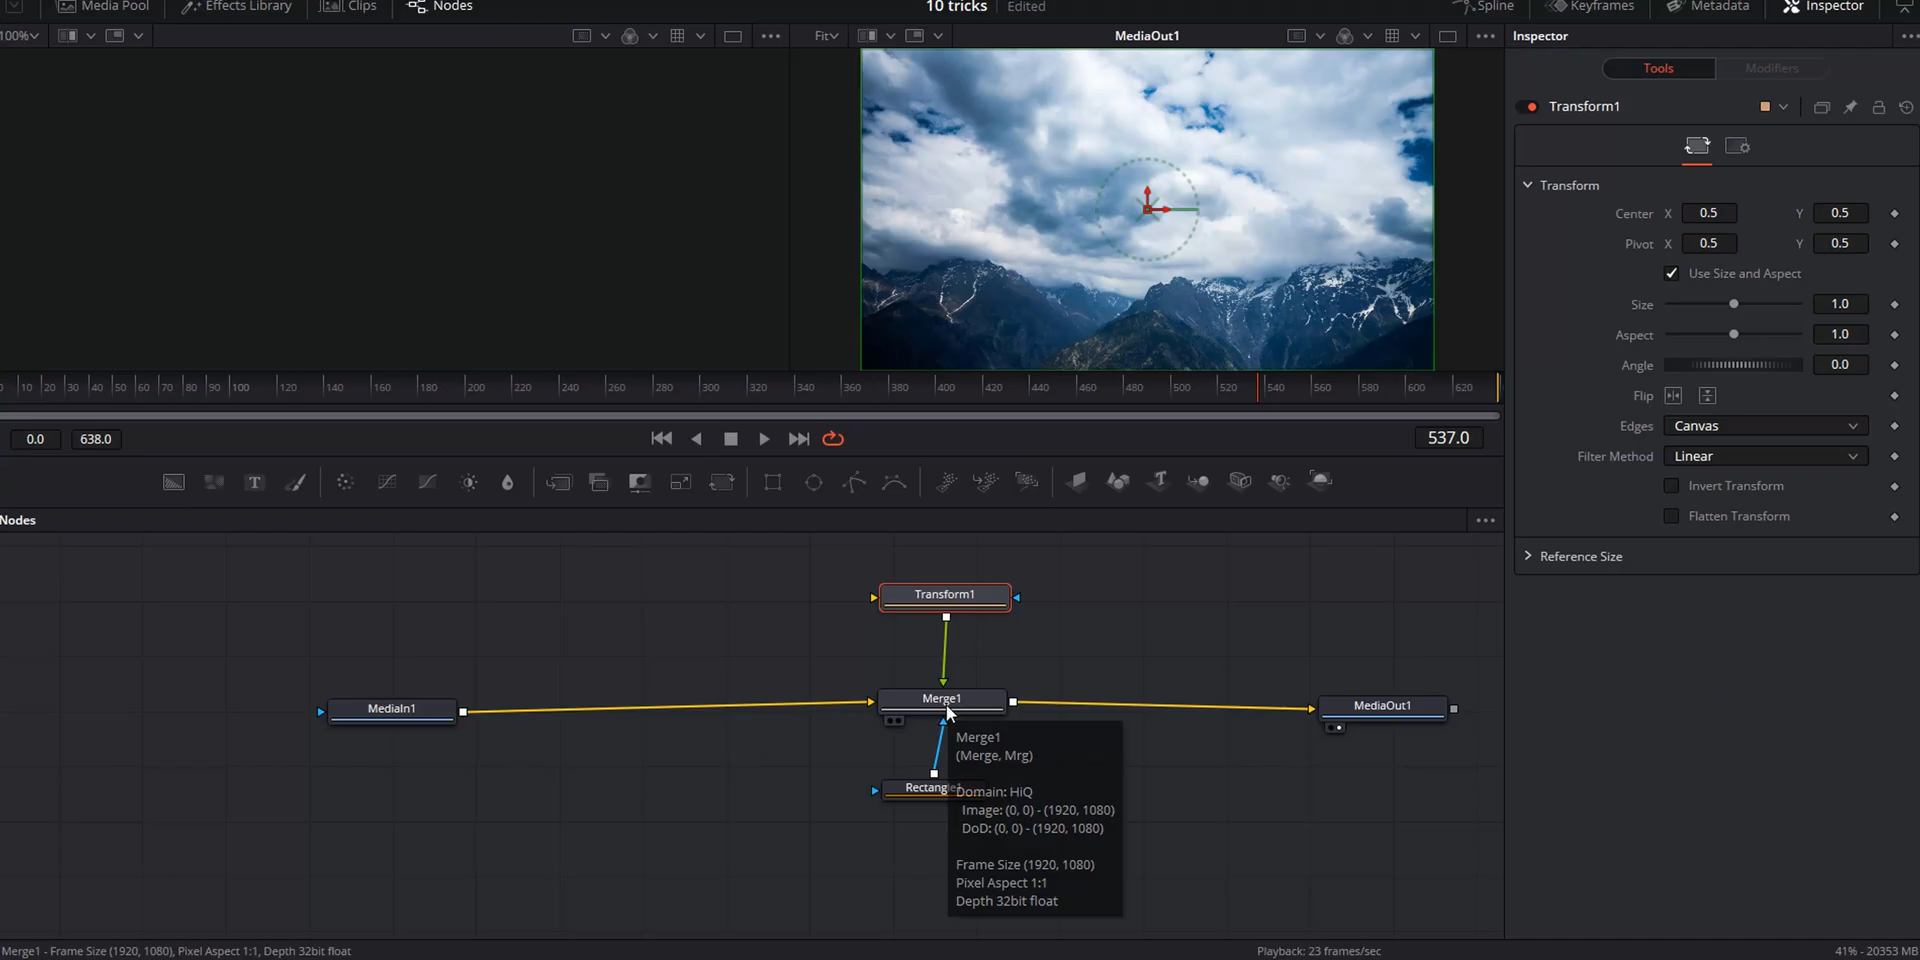 Media Pool
Effects Library
Clips
Nodes
10 tricks
Edited
Spline
Keyframes
Metadata
Inspector
100%
Fit
MediaOut1
Inspector
Tools
Modifiers
Transform1
Transform
Center X 0.5 Y 0.5
Pivot X 0.5 Y 0.5
Use Size and Aspect
Size 1.0
Aspect 1.0
Angle 0.0
Flip
Edges Canvas
Filter Method Linear
Invert Transform
Flatten Transform
Reference Size
0 10 20 30 40 50 60 70 80 90 100 120 140 160 180 200 220 240 260 280 300 320 340 360 380 400 420 440 460 480 500 520 540 560 580 600 620
0.0 638.0
537.0
Nodes
Transform1
MediaIn1
Merge1
MediaOut1
Rectangle1
Merge1
(Merge, Mrg)
Domain: HiQ
Image: (0, 0) - (1920, 1080)
DoD: (0, 0) - (1920, 1080)
Frame Size (1920, 1080)
Pixel Aspect 1:1
Depth 32bit float
Merge1 - Frame Size (1920, 1080), Pixel Aspect 1:1, Depth 32bit float
Playback: 23 frames/sec
41% - 20353 MB